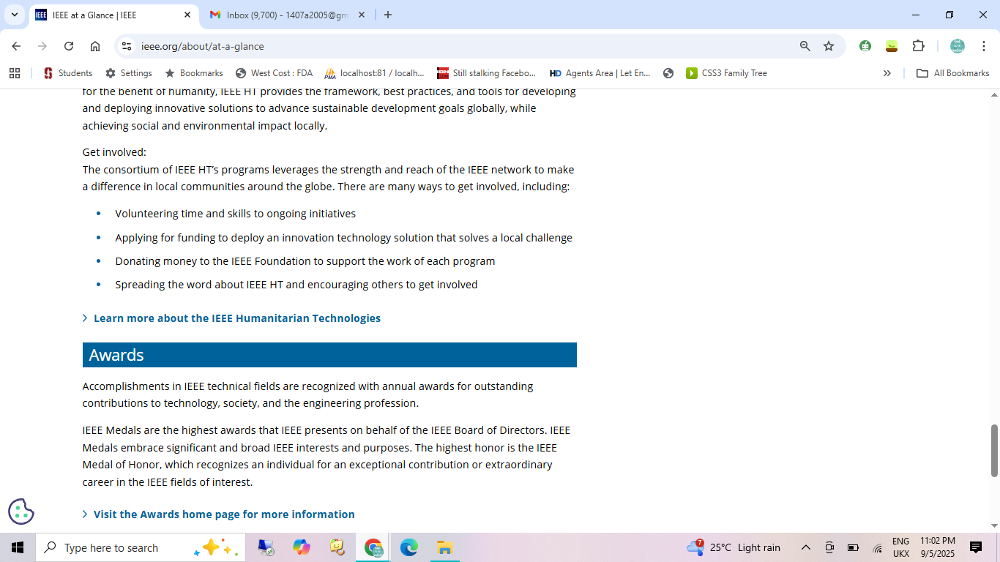 IEEE at a Glance | IEEE
Inbox (9,700) - 1407a2005@gm
ieee.org/about/at-a-glance
Students
Settings
Bookmarks
West Cost : FDA
localhost:81 / localh...
Still stalking Facebo...
Agents Area | Let En...
CSS3 Family Tree
All Bookmarks
for the benefit of humanity, IEEE HT provides the framework, best practices, and tools for developing
and deploying innovative solutions to advance sustainable development goals globally, while
achieving social and environmental impact locally.
Get involved:
The consortium of IEEE HT’s programs leverages the strength and reach of the IEEE network to make
a difference in local communities around the globe. There are many ways to get involved, including:
Volunteering time and skills to ongoing initiatives
Applying for funding to deploy an innovation technology solution that solves a local challenge
Donating money to the IEEE Foundation to support the work of each program
Spreading the word about IEEE HT and encouraging others to get involved
Learn more about the IEEE Humanitarian Technologies
Awards
Accomplishments in IEEE technical fields are recognized with annual awards for outstanding
contributions to technology, society, and the engineering profession.
IEEE Medals are the highest awards that IEEE presents on behalf of the IEEE Board of Directors. IEEE
Medals embrace significant and broad IEEE interests and purposes. The highest honor is the IEEE
Medal of Honor, which recognizes an individual for an exceptional contribution or extraordinary
career in the IEEE fields of interest.
Visit the Awards home page for more information
Type here to search
7
25°C Light rain
ENG
UKX
11:02 PM
9/5/2025